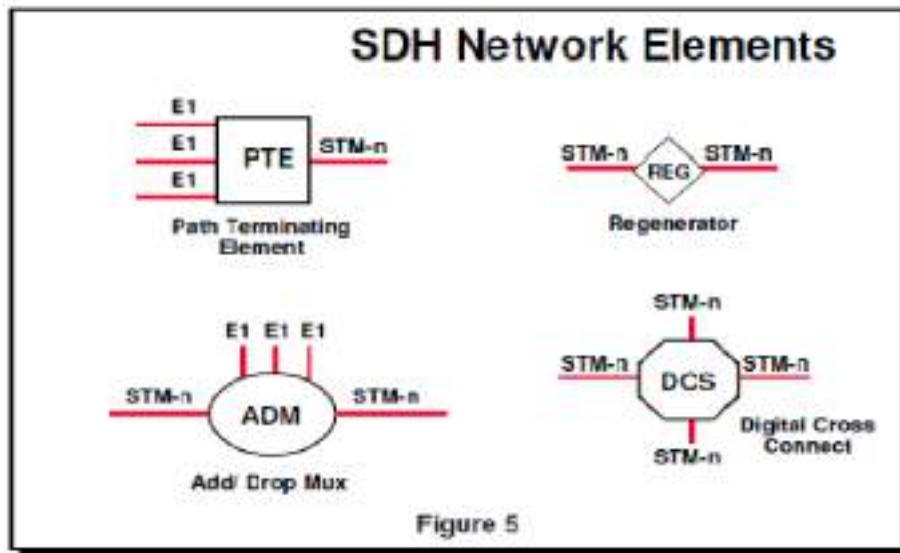 SDH Network Elements
E1
E1
E1
PTE
STM-n
Path Terminating
Element
STM-n
REG
STM-n
Regenerator
E1 E1 E1
STM-n
ADM
STM-n
Add/ Drop Mux
STM-n
STM-n
DCS
STM-n
STM-n
Digital Cross
Connect
Figure 5